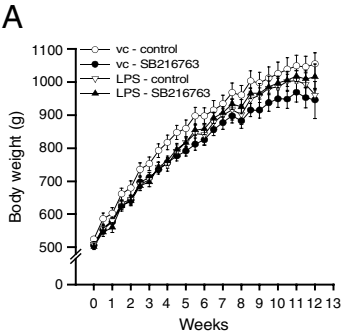 A
1100
1000
900
800
700
600
500
0
Body weight (g)
vc - control
vc - SB216763
LPS - control
LPS - SB216763
0 1 2 3 4 5 6 7 8 9 10 11 12 13
Weeks